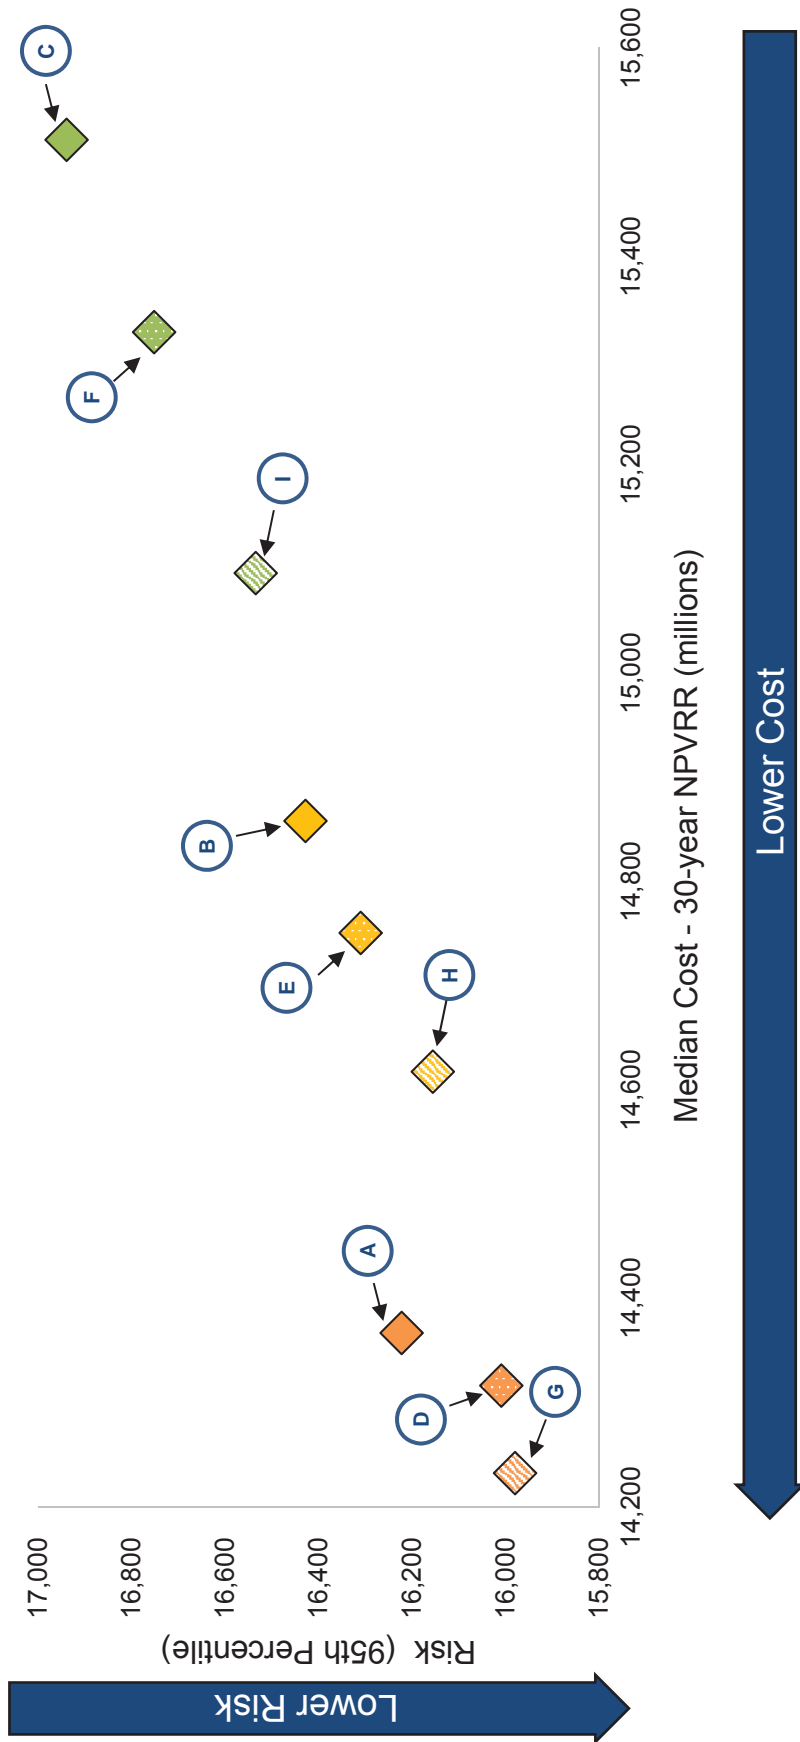 Lower Risk
Risk (95th Percentile)
17,000
16,800
16,600
16,400
16,200
16,000
15,800
C
F
I
B
E
H
A
D
G
14,200
14,400
14,600
14,800
15,000
15,200
15,400
15,600
Median Cost - 30-year NPVRR (millions)
Lower Cost